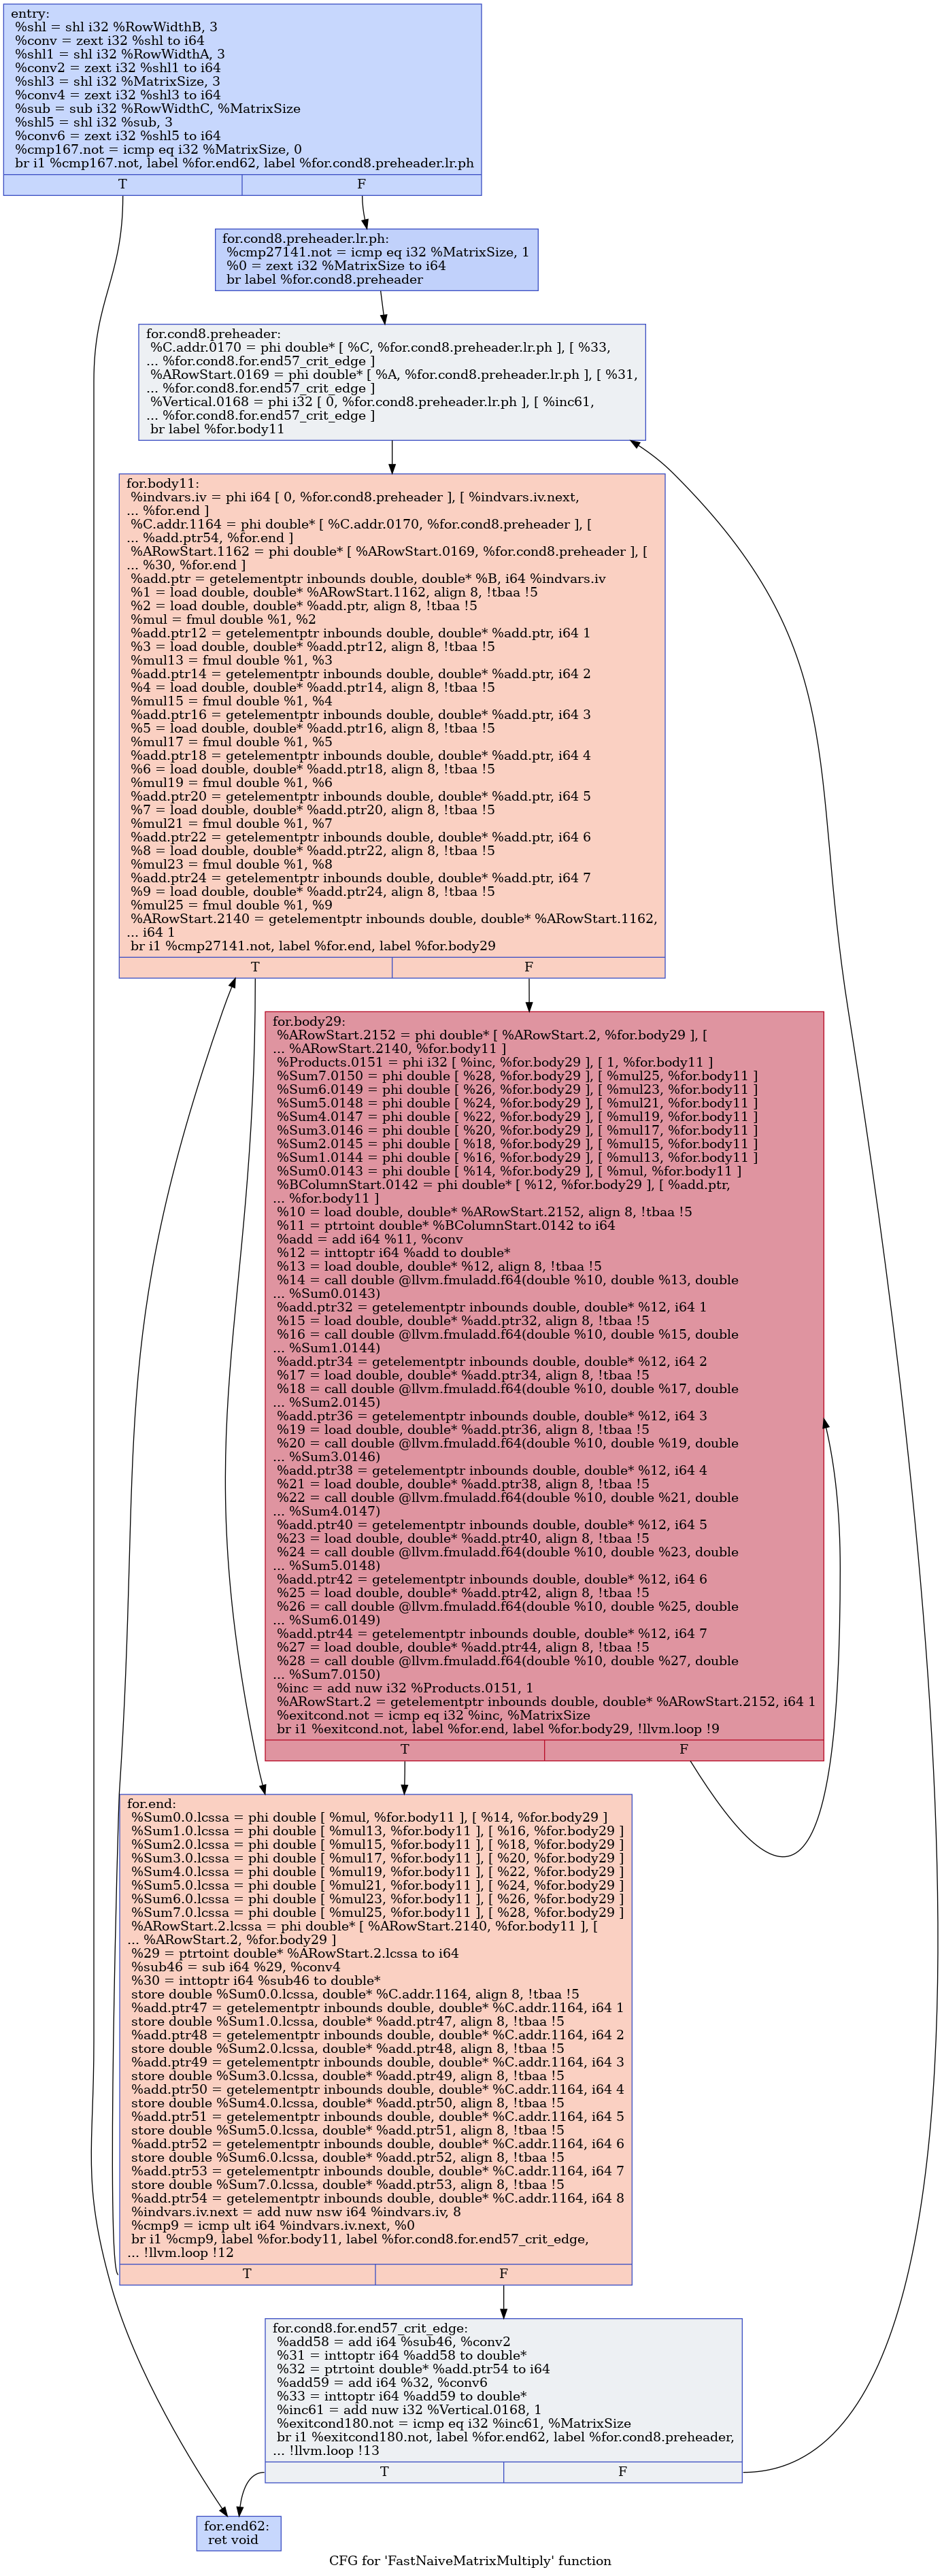 entry:
%shl = shl i32 %RowWidthB, 3
%conv = zext i32 %shl to i64
%shl1 = shl i32 %RowWidthA, 3
%conv2 = zext i32 %shl1 to i64
%shl3 = shl i32 %MatrixSize, 3
%conv4 = zext i32 %shl3 to i64
%sub = sub i32 %RowWidthC, %MatrixSize
%shl5 = shl i32 %sub, 3
%conv6 = zext i32 %shl5 to i64
%cmp167.not = icmp eq i32 %MatrixSize, 0
br i1 %cmp167.not, label %for.end62, label %for.cond8.preheader.lr.ph
T F
for.cond8.preheader.lr.ph:
%cmp27141.not = icmp eq i32 %MatrixSize, 1
%0 = zext i32 %MatrixSize to i64
br label %for.cond8.preheader
for.cond8.preheader:
%C.addr.0170 = phi double* [ %C, %for.cond8.preheader.lr.ph ], [ %33,
... %for.cond8.for.end57_crit_edge ]
%ARowStart.0169 = phi double* [ %A, %for.cond8.preheader.lr.ph ], [ %31,
... %for.cond8.for.end57_crit_edge ]
%Vertical.0168 = phi i32 [ 0, %for.cond8.preheader.lr.ph ], [ %inc61,
... %for.cond8.for.end57_crit_edge ]
br label %for.body11
for.body11:
%indvars.iv = phi i64 [ 0, %for.cond8.preheader ], [ %indvars.iv.next,
... %for.end ]
%C.addr.1164 = phi double* [ %C.addr.0170, %for.cond8.preheader ], [
... %add.ptr54, %for.end ]
%ARowStart.1162 = phi double* [ %ARowStart.0169, %for.cond8.preheader ], [
... %30, %for.end ]
%add.ptr = getelementptr inbounds double, double* %B, i64 %indvars.iv
%1 = load double, double* %ARowStart.1162, align 8, !tbaa !5
%2 = load double, double* %add.ptr, align 8, !tbaa !5
%mul = fmul double %1, %2
%add.ptr12 = getelementptr inbounds double, double* %add.ptr, i64 1
%3 = load double, double* %add.ptr12, align 8, !tbaa !5
%mul13 = fmul double %1, %3
%add.ptr14 = getelementptr inbounds double, double* %add.ptr, i64 2
%4 = load double, double* %add.ptr14, align 8, !tbaa !5
%mul15 = fmul double %1, %4
%add.ptr16 = getelementptr inbounds double, double* %add.ptr, i64 3
%5 = load double, double* %add.ptr16, align 8, !tbaa !5
%mul17 = fmul double %1, %5
%add.ptr18 = getelementptr inbounds double, double* %add.ptr, i64 4
%6 = load double, double* %add.ptr18, align 8, !tbaa !5
%mul19 = fmul double %1, %6
%add.ptr20 = getelementptr inbounds double, double* %add.ptr, i64 5
%7 = load double, double* %add.ptr20, align 8, !tbaa !5
%mul21 = fmul double %1, %7
%add.ptr22 = getelementptr inbounds double, double* %add.ptr, i64 6
%8 = load double, double* %add.ptr22, align 8, !tbaa !5
%mul23 = fmul double %1, %8
%add.ptr24 = getelementptr inbounds double, double* %add.ptr, i64 7
%9 = load double, double* %add.ptr24, align 8, !tbaa !5
%mul25 = fmul double %1, %9
%ARowStart.2140 = getelementptr inbounds double, double* %ARowStart.1162,
... i64 1
br i1 %cmp27141.not, label %for.end, label %for.body29
T F
for.body29:
%ARowStart.2152 = phi double* [ %ARowStart.2, %for.body29 ], [
... %ARowStart.2140, %for.body11 ]
%Products.0151 = phi i32 [ %inc, %for.body29 ], [ 1, %for.body11 ]
%Sum7.0150 = phi double [ %28, %for.body29 ], [ %mul25, %for.body11 ]
%Sum6.0149 = phi double [ %26, %for.body29 ], [ %mul23, %for.body11 ]
%Sum5.0148 = phi double [ %24, %for.body29 ], [ %mul21, %for.body11 ]
%Sum4.0147 = phi double [ %22, %for.body29 ], [ %mul19, %for.body11 ]
%Sum3.0146 = phi double [ %20, %for.body29 ], [ %mul17, %for.body11 ]
%Sum2.0145 = phi double [ %18, %for.body29 ], [ %mul15, %for.body11 ]
%Sum1.0144 = phi double [ %16, %for.body29 ], [ %mul13, %for.body11 ]
%Sum0.0143 = phi double [ %14, %for.body29 ], [ %mul, %for.body11 ]
%BColumnStart.0142 = phi double* [ %12, %for.body29 ], [ %add.ptr,
... %for.body11 ]
%10 = load double, double* %ARowStart.2152, align 8, !tbaa !5
%11 = ptrtoint double* %BColumnStart.0142 to i64
%add = add i64 %11, %conv
%12 = inttoptr i64 %add to double*
%13 = load double, double* %12, align 8, !tbaa !5
%14 = call double @llvm.fmuladd.f64(double %10, double %13, double
... %Sum0.0143)
%add.ptr32 = getelementptr inbounds double, double* %12, i64 1
%15 = load double, double* %add.ptr32, align 8, !tbaa !5
%16 = call double @llvm.fmuladd.f64(double %10, double %15, double
... %Sum1.0144)
%add.ptr34 = getelementptr inbounds double, double* %12, i64 2
%17 = load double, double* %add.ptr34, align 8, !tbaa !5
%18 = call double @llvm.fmuladd.f64(double %10, double %17, double
... %Sum2.0145)
%add.ptr36 = getelementptr inbounds double, double* %12, i64 3
%19 = load double, double* %add.ptr36, align 8, !tbaa !5
%20 = call double @llvm.fmuladd.f64(double %10, double %19, double
... %Sum3.0146)
%add.ptr38 = getelementptr inbounds double, double* %12, i64 4
%21 = load double, double* %add.ptr38, align 8, !tbaa !5
%22 = call double @llvm.fmuladd.f64(double %10, double %21, double
... %Sum4.0147)
%add.ptr40 = getelementptr inbounds double, double* %12, i64 5
%23 = load double, double* %add.ptr40, align 8, !tbaa !5
%24 = call double @llvm.fmuladd.f64(double %10, double %23, double
... %Sum5.0148)
%add.ptr42 = getelementptr inbounds double, double* %12, i64 6
%25 = load double, double* %add.ptr42, align 8, !tbaa !5
%26 = call double @llvm.fmuladd.f64(double %10, double %25, double
... %Sum6.0149)
%add.ptr44 = getelementptr inbounds double, double* %12, i64 7
%27 = load double, double* %add.ptr44, align 8, !tbaa !5
%28 = call double @llvm.fmuladd.f64(double %10, double %27, double
... %Sum7.0150)
%inc = add nuw i32 %Products.0151, 1
%ARowStart.2 = getelementptr inbounds double, double* %ARowStart.2152, i64 1
%exitcond.not = icmp eq i32 %inc, %MatrixSize
br i1 %exitcond.not, label %for.end, label %for.body29, !llvm.loop !9
T F
for.end:
%Sum0.0.lcssa = phi double [ %mul, %for.body11 ], [ %14, %for.body29 ]
%Sum1.0.lcssa = phi double [ %mul13, %for.body11 ], [ %16, %for.body29 ]
%Sum2.0.lcssa = phi double [ %mul15, %for.body11 ], [ %18, %for.body29 ]
%Sum3.0.lcssa = phi double [ %mul17, %for.body11 ], [ %20, %for.body29 ]
%Sum4.0.lcssa = phi double [ %mul19, %for.body11 ], [ %22, %for.body29 ]
%Sum5.0.lcssa = phi double [ %mul21, %for.body11 ], [ %24, %for.body29 ]
%Sum6.0.lcssa = phi double [ %mul23, %for.body11 ], [ %26, %for.body29 ]
%Sum7.0.lcssa = phi double [ %mul25, %for.body11 ], [ %28, %for.body29 ]
%ARowStart.2.lcssa = phi double* [ %ARowStart.2140, %for.body11 ], [
... %ARowStart.2, %for.body29 ]
%29 = ptrtoint double* %ARowStart.2.lcssa to i64
%sub46 = sub i64 %29, %conv4
%30 = inttoptr i64 %sub46 to double*
store double %Sum0.0.lcssa, double* %C.addr.1164, align 8, !tbaa !5
%add.ptr47 = getelementptr inbounds double, double* %C.addr.1164, i64 1
store double %Sum1.0.lcssa, double* %add.ptr47, align 8, !tbaa !5
%add.ptr48 = getelementptr inbounds double, double* %C.addr.1164, i64 2
store double %Sum2.0.lcssa, double* %add.ptr48, align 8, !tbaa !5
%add.ptr49 = getelementptr inbounds double, double* %C.addr.1164, i64 3
store double %Sum3.0.lcssa, double* %add.ptr49, align 8, !tbaa !5
%add.ptr50 = getelementptr inbounds double, double* %C.addr.1164, i64 4
store double %Sum4.0.lcssa, double* %add.ptr50, align 8, !tbaa !5
%add.ptr51 = getelementptr inbounds double, double* %C.addr.1164, i64 5
store double %Sum5.0.lcssa, double* %add.ptr51, align 8, !tbaa !5
%add.ptr52 = getelementptr inbounds double, double* %C.addr.1164, i64 6
store double %Sum6.0.lcssa, double* %add.ptr52, align 8, !tbaa !5
%add.ptr53 = getelementptr inbounds double, double* %C.addr.1164, i64 7
store double %Sum7.0.lcssa, double* %add.ptr53, align 8, !tbaa !5
%add.ptr54 = getelementptr inbounds double, double* %C.addr.1164, i64 8
%indvars.iv.next = add nuw nsw i64 %indvars.iv, 8
%cmp9 = icmp ult i64 %indvars.iv.next, %0
br i1 %cmp9, label %for.body11, label %for.cond8.for.end57_crit_edge,
... !llvm.loop !12
T F
for.cond8.for.end57_crit_edge:
%add58 = add i64 %sub46, %conv2
%31 = inttoptr i64 %add58 to double*
%32 = ptrtoint double* %add.ptr54 to i64
%add59 = add i64 %32, %conv6
%33 = inttoptr i64 %add59 to double*
%inc61 = add nuw i32 %Vertical.0168, 1
%exitcond180.not = icmp eq i32 %inc61, %MatrixSize
br i1 %exitcond180.not, label %for.end62, label %for.cond8.preheader,
... !llvm.loop !13
T F
for.end62:
ret void
CFG for 'FastNaiveMatrixMultiply' function